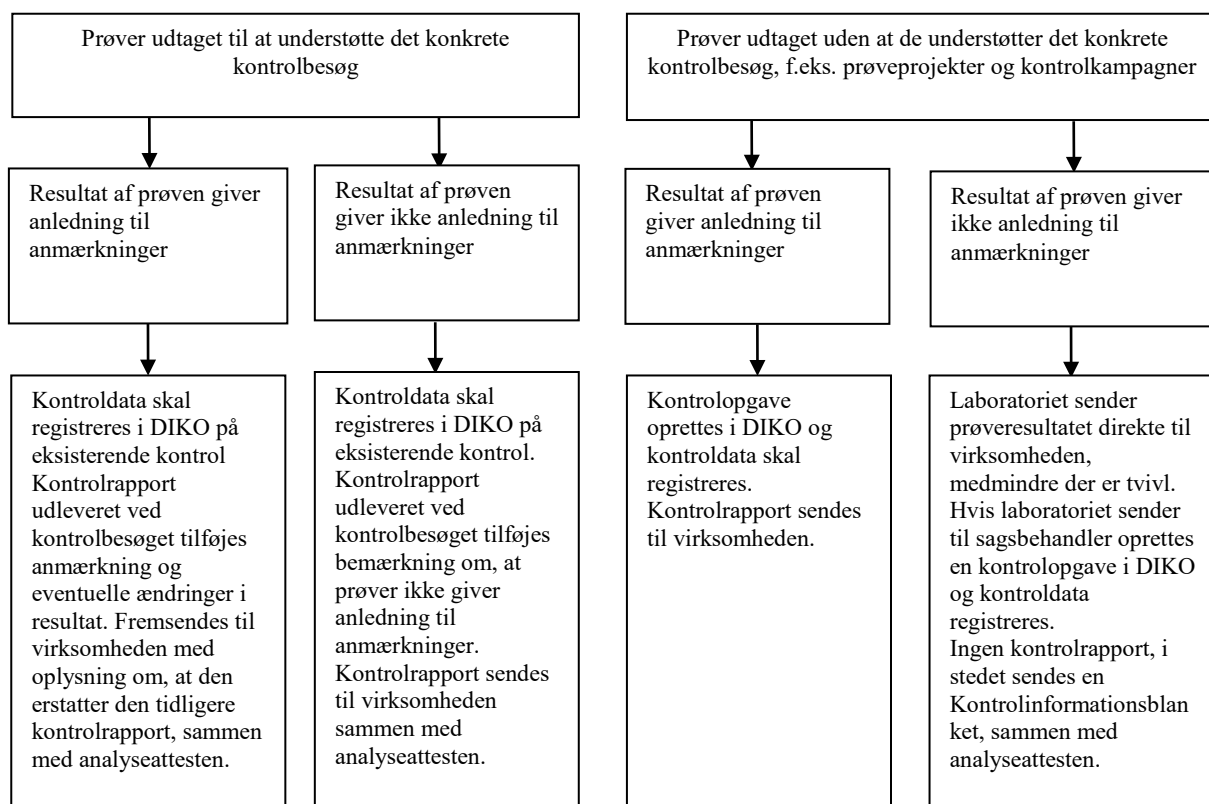 Prøver udtaget til at understøtte det konkrete
kontrolbesøg
Prøver udtaget uden at de understøtter det konkrete
kontrolbesøg, f.eks. prøveprojekter og kontrolkampagner
Resultat af prøven giver
anledning til
anmærkninger
Resultat af prøven
giver ikke anledning til
anmærkninger
Resultat af prøven
giver anledning til
anmærkninger
Resultat af prøven giver
ikke anledning til
anmærkninger
Kontroldata skal
registreres i DIKO på
eksisterende kontrol
Kontrolrapport
udleveret ved
kontrolbesøget tilføjes
anmærkning og
eventuelle ændringer i
resultat. Fremsendes til
virksomheden med
oplysning om, at den
erstatter den tidligere
kontrolrapport, sammen
med analyseattesten.
Kontroldata skal
registreres i DIKO på
eksisterende kontrol.
Kontrolrapport
udleveret ved
kontrolbesøget tilføjes
bemærkning om, at
prøver ikke giver
anledning til
anmærkninger.
Kontrolrapport sendes
til virksomheden
sammen med
analyseattesten.
Kontrolopgave
oprettes i DIKO og
kontroldata skal
registreres.
Kontrolrapport sendes
til virksomheden.
Laboratoriet sender
prøveresultatet direkte til
virksomheden,
medmindre der er tvivl.
Hvis laboratoriet sender
til sagsbehandler oprettes
en kontrolopgave i DIKO
og kontroldata
registreres.
Ingen kontrolrapport, i
stedet sendes en
Kontrolinformationsblan
ket, sammen med
analyseattesten.